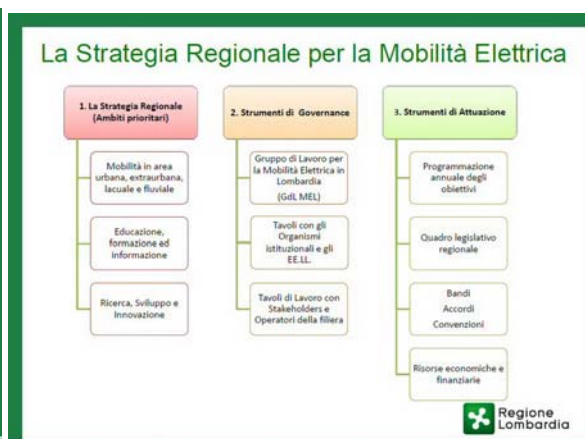 La Strategia Regionale per la Mobilità Elettrica
1. La Strategia Regionale
(Ambiti prioritari)
Mobilità in area
urbana, extraurbana,
lacuale e fluviale
Educazione,
formazione ed
informazione
Ricerca, Sviluppo e
Innovazione
2. Strumenti di Governance
Gruppo di Lavoro per
la Mobilità Elettrica in
Lombardia
(GdL MEL)
Tavoli con gli
Organismi
istituzionali e gli
EE.LL.
Tavoli di Lavoro con
Stakeholders e
Operatori della filiera
3. Strumenti di Attuazione
Programmazione
annuale degli
obiettivi
Quadro legislativo
regionale
Bandi
Accordi
Convenzioni
Risorse economiche e
finanziarie
Regione
Lombardia